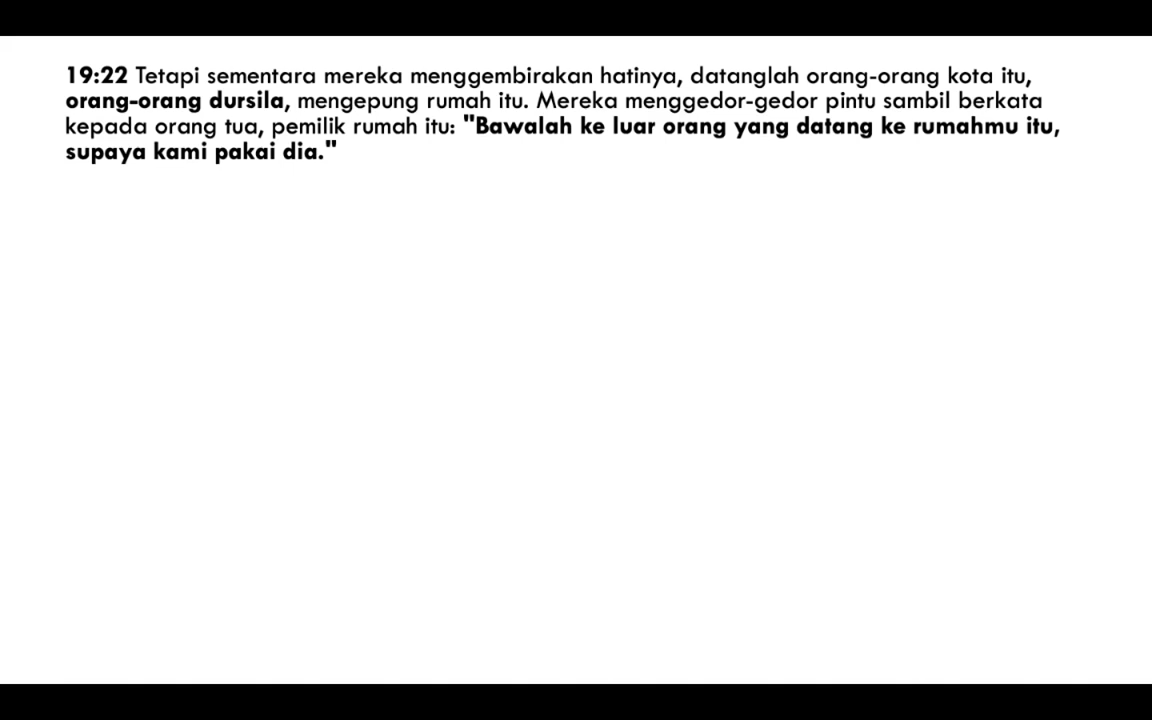 19:22 Tetapi sementara mereka menggembirakan hatinya, datanglah orang-orang kota itu,
orang-orang dursila, mengepung rumah itu. Mereka menggedor-gedor pintu sambil berkata
kepada orang tua, pemilik rumah itu: "Bawalah ke luar orang yang datang ke rumahmu itu,
supaya kami pakai dia."